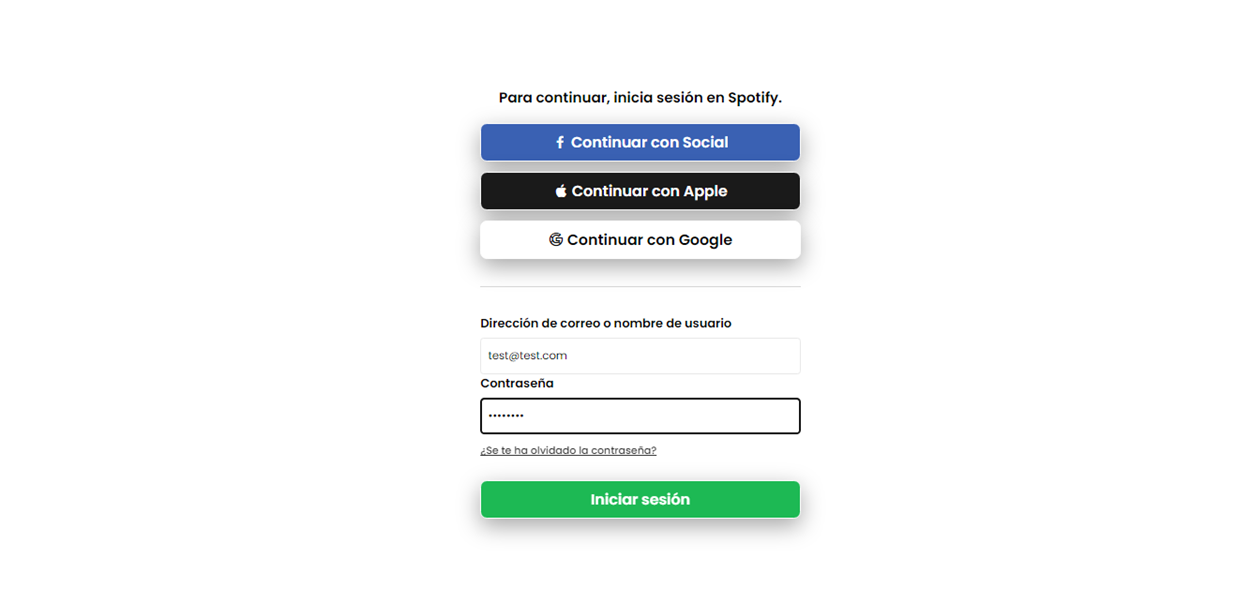 Para continuar, inicia sesión en Spotify.
Continuar con Social
Continuar con Apple
Continuar con Google
Dirección de correo o nombre de usuario
test@test.com
Contraseña
••••••••
¿Se te ha olvidado la contraseña?
Iniciar sesión